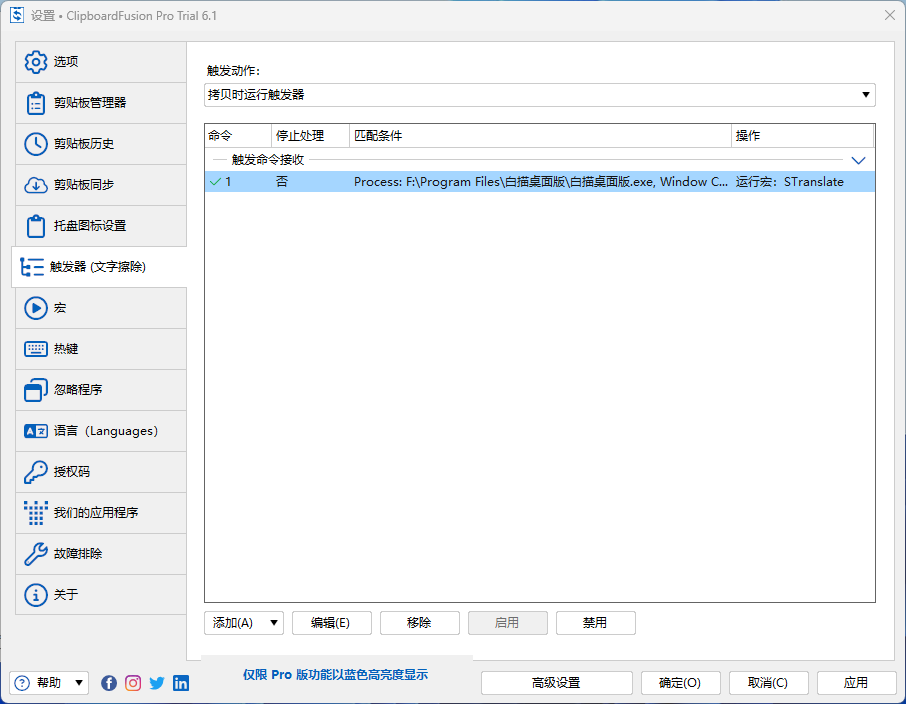 设置 • ClipboardFusion Pro Trial 6.1
选项
剪贴板管理器
剪贴板历史
剪贴板同步
托盘图标设置
触发器 (文字擦除)
宏
热键
忽略程序
语言（Languages）
授权码
我们的应用程序
故障排除
关于
触发动作:
拷贝时运行触发器
命令 停止处理 匹配条件 操作
触发命令接收
1 否 Process: F:\Program Files\白描桌面版\白描桌面版.exe, Window C... 运行宏: STranslate
添加(A) 编辑(E) 移除 启用 禁用
仅限 Pro 版功能以蓝色高亮度显示
帮助 高级设置 确定(O) 取消(C) 应用